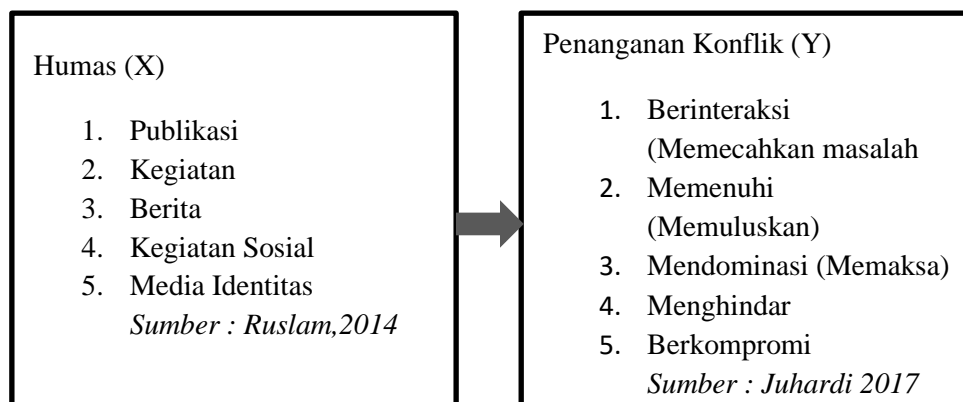 Humas (X)
1. Publikasi
2. Kegiatan
3. Berita
4. Kegiatan Sosial
5. Media Identitas
Sumber : Ruslam,2014
Penanganan Konflik (Y)
1. Berinteraksi
(Memecahkan masalah
2. Memenuhi
(Memuluskan)
3. Mendominasi (Memaksa)
4. Menghindar
5. Berkompromi
Sumber : Juhardi 2017